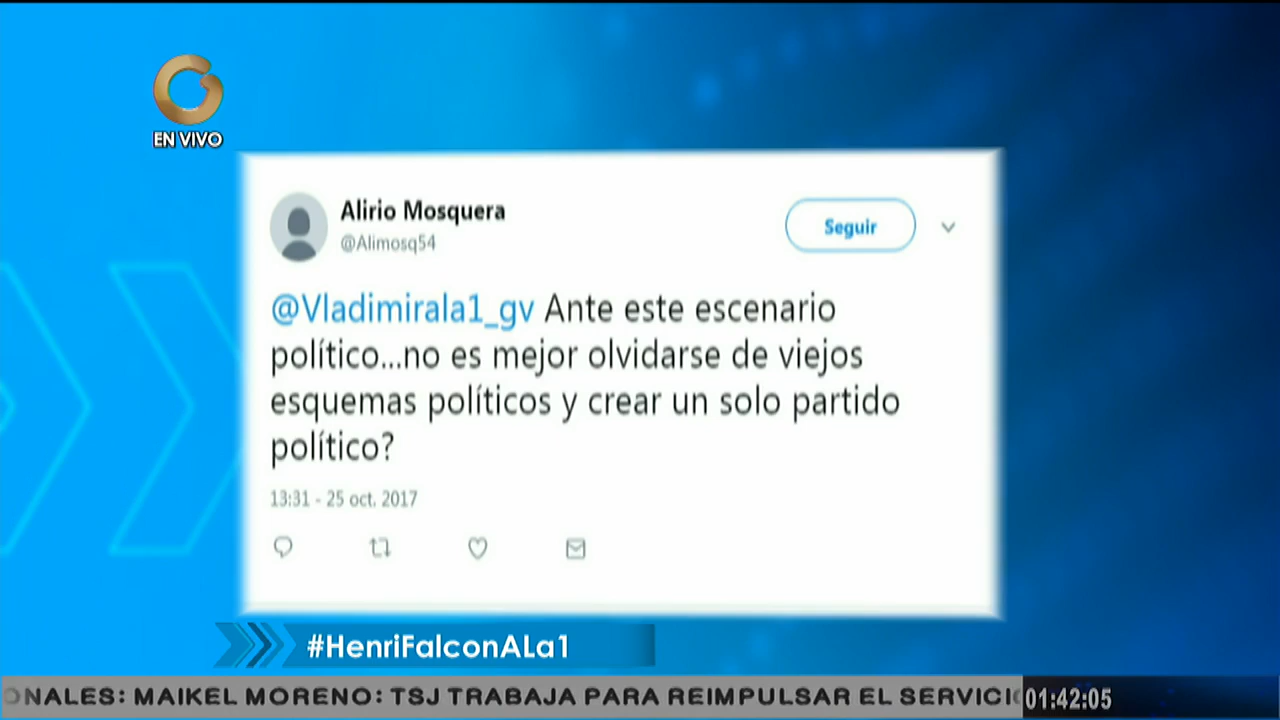 EN VIVO
Alirio Mosquera
@Alimosq54
Seguir
@Vladimirala1_gv Ante este escenario
político...no es mejor olvidarse de viejos
esquemas políticos y crear un solo partido
político?
13:31 - 25 oct. 2017
#HenriFalconALa1
ONALES: MAIKEL MORENO: TSJ TRABAJA PARA REIMPULSAR EL SERVICI
01:42:05